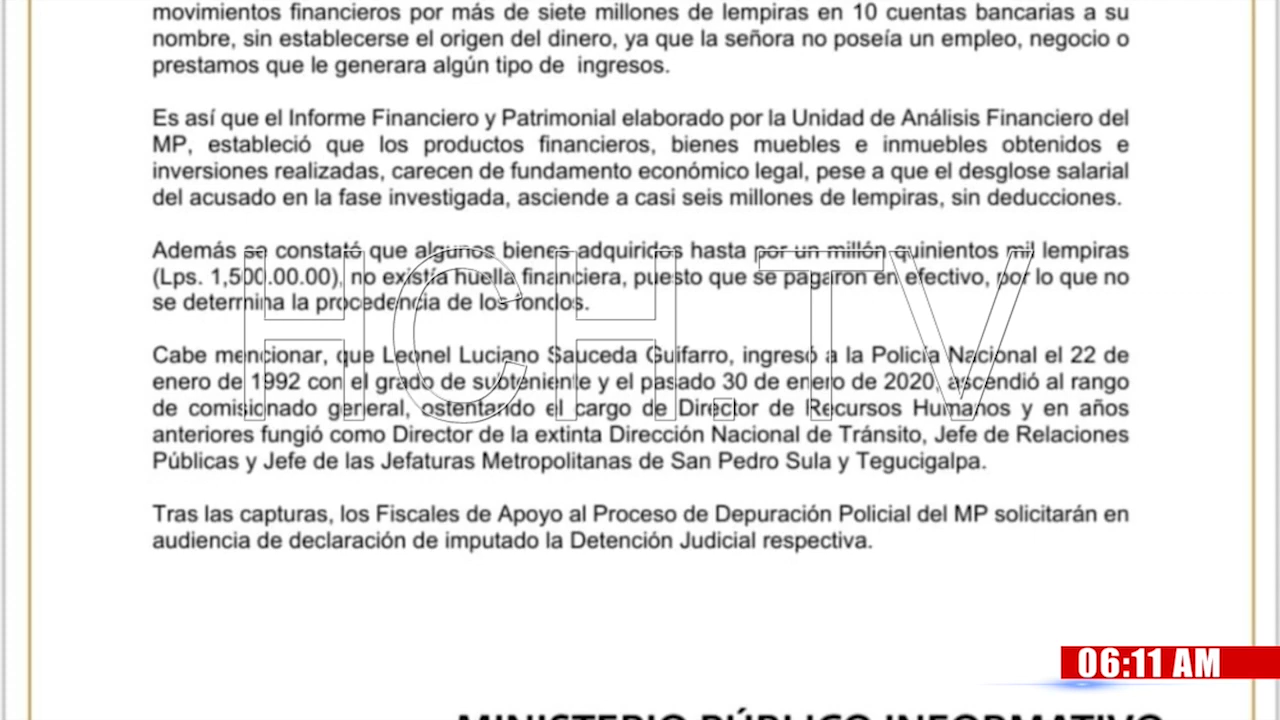 movimientos financieros por más de siete millones de lempiras en 10 cuentas bancarias a su
nombre, sin establecerse el origen del dinero, ya que la señora no poseía un empleo, negocio o
prestamos que le generara algún tipo de ingresos.
Es así que el Informe Financiero y Patrimonial elaborado por la Unidad de Análisis Financiero del
MP, estableció que los productos financieros, bienes muebles e inmuebles obtenidos e
inversiones realizadas, carecen de fundamento económico legal, pese a que el desglose salarial
del acusado en la fase investigada, asciende a casi seis millones de lempiras, sin deducciones.
Además se constató que algunos bienes adquiridos hasta por un millón quinientos mil lempiras
(Lps. 1,500.00.00), no existía huella financiera, puesto que se pagaron en efectivo, por lo que no
se determina la procedencia de los fondos.
HCH.TV
Cabe mencionar, que Leonel Luciano Sauceda Guifarro, ingresó a la Policía Nacional el 22 de
enero de 1992 con el grado de subteniente y el pasado 30 de enero de 2020, ascendió al rango
de comisionado general, ostentando el cargo de Director de Recursos Humanos y en años
anteriores fungió como Director de la extinta Dirección Nacional de Tránsito, Jefe de Relaciones
Públicas y Jefe de las Jefaturas Metropolitanas de San Pedro Sula y Tegucigalpa.
Tras las capturas, los Fiscales de Apoyo al Proceso de Depuración Policial del MP solicitarán en
audiencia de declaración de imputado la Detención Judicial respectiva.
06:11 AM
MINISTERIO PÚBLICO INFORMATIVO